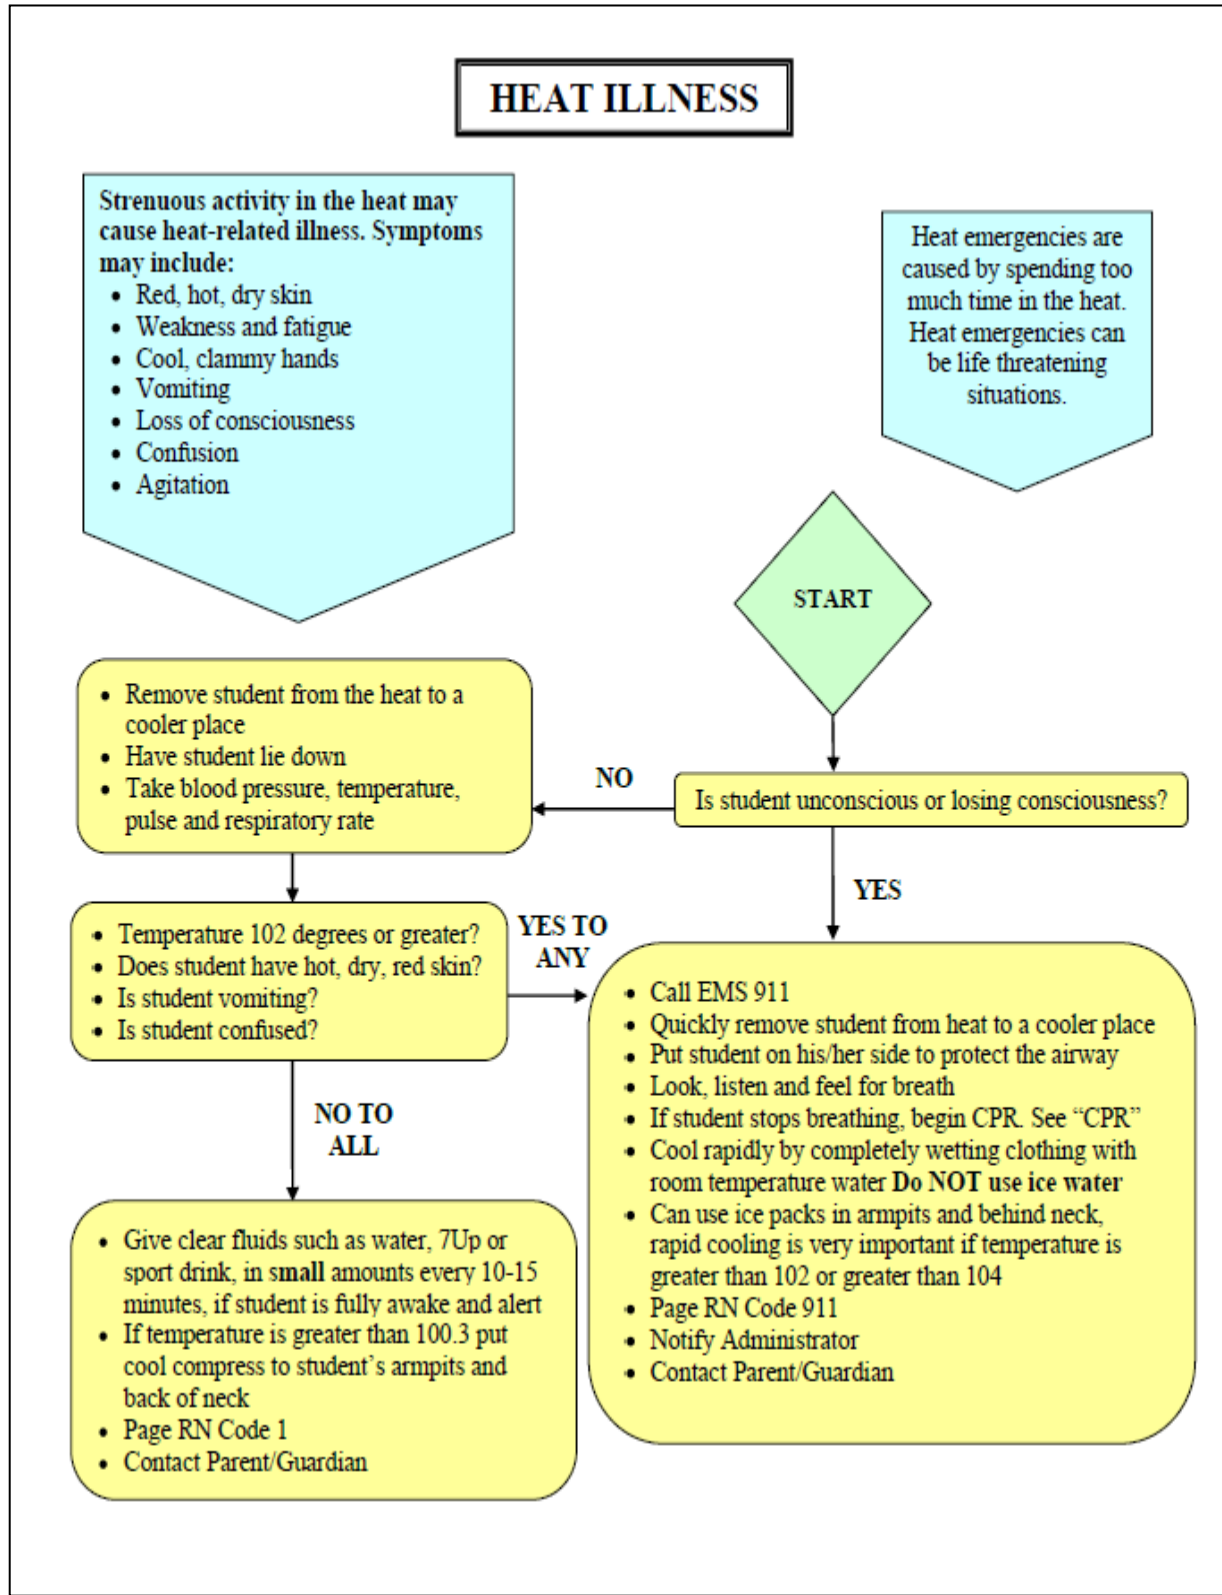 HEAT ILLNESS
Strenuous activity in the heat may
cause heat-related illness. Symptoms
may include:
• Red, hot, dry skin
• Weakness and fatigue
• Cool, clammy hands
• Vomiting
• Loss of consciousness
• Confusion
• Agitation
Heat emergencies are
caused by spending too
much time in the heat.
Heat emergencies can
be life threatening
situations.
START
Is student unconscious or losing consciousness?
NO
• Remove student from the heat to a
cooler place
• Have student lie down
• Take blood pressure, temperature,
pulse and respiratory rate
YES
• Temperature 102 degrees or greater?
• Does student have hot, dry, red skin?
• Is student vomiting?
• Is student confused?
YES TO
ANY
• Call EMS 911
• Quickly remove student from heat to a cooler place
• Put student on his/her side to protect the airway
• Look, listen and feel for breath
• If student stops breathing, begin CPR. See “CPR”
• Cool rapidly by completely wetting clothing with
room temperature water Do NOT use ice water
• Can use ice packs in armpits and behind neck,
rapid cooling is very important if temperature is
greater than 102 or greater than 104
• Page RN Code 911
• Notify Administrator
• Contact Parent/Guardian
NO TO
ALL
• Give clear fluids such as water, 7Up or
sport drink, in small amounts every 10-15
minutes, if student is fully awake and alert
• If temperature is greater than 100.3 put
cool compress to student’s armpits and
back of neck
• Page RN Code 1
• Contact Parent/Guardian